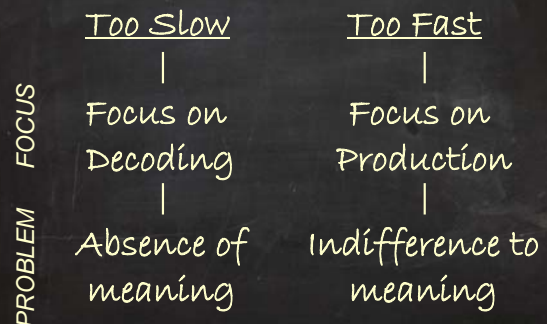 Too Slow
Too Fast
FOCUS
Focus on
Decoding
Focus on
Production
PROBLEM
Absence of
meaning
Indifference to
meaning